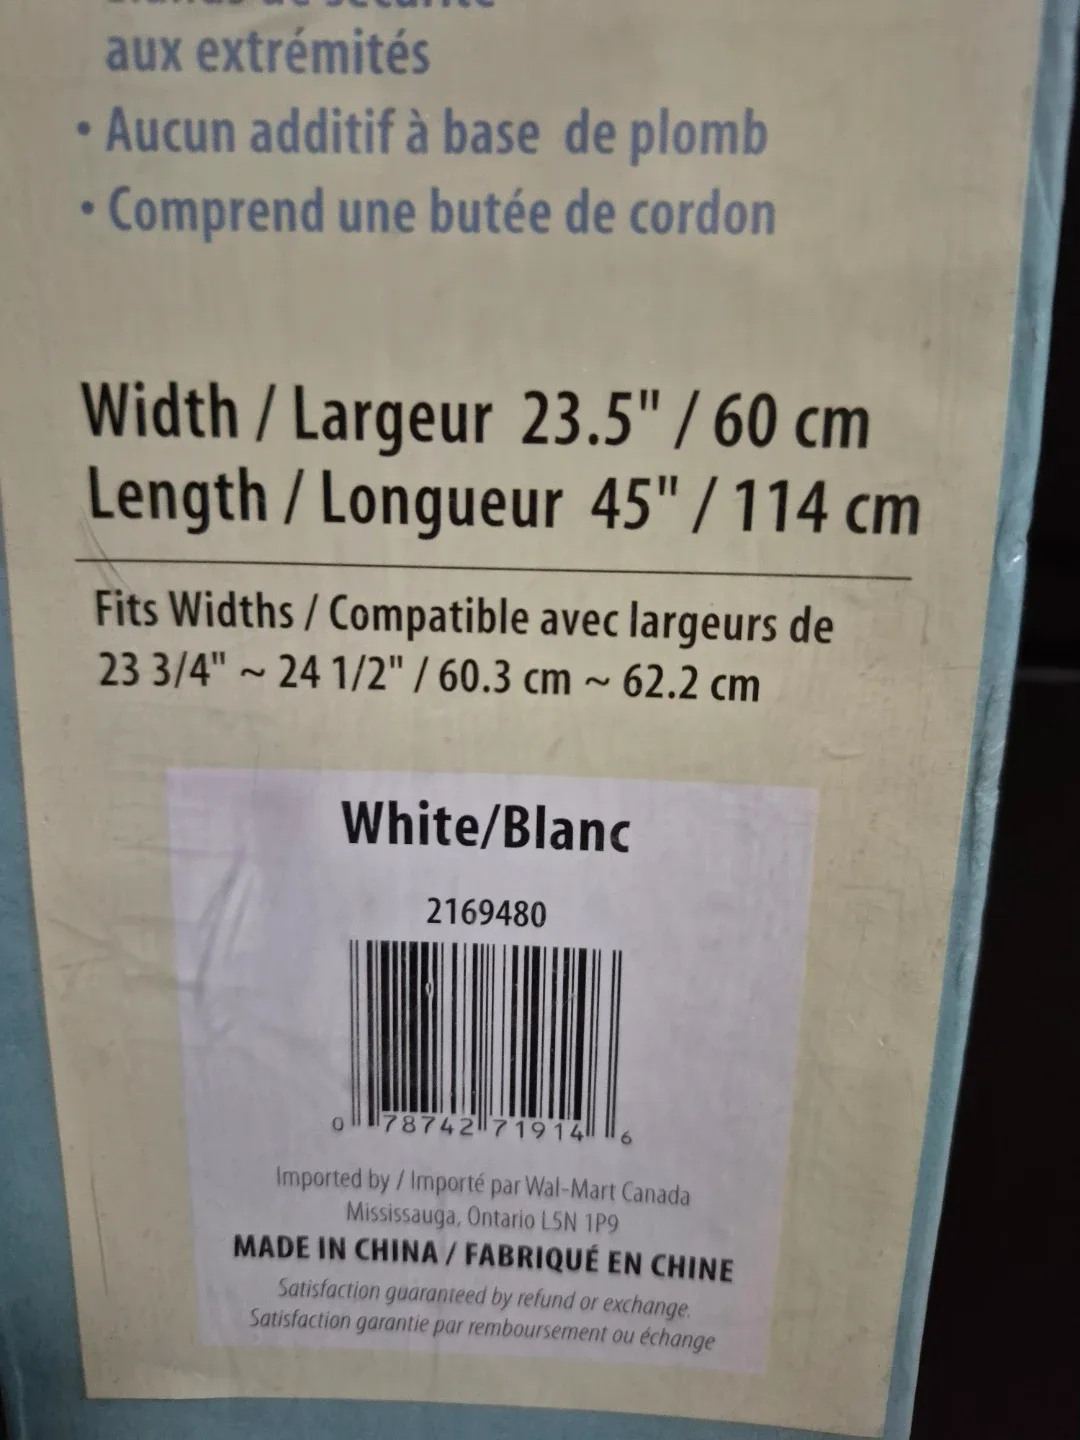 de sécurité
aux extrémités
• Aucun additif à base de plomb
• Comprend une butée de cordon
Width / Largeur 23.5" / 60 cm
Length / Longueur 45" / 114 cm
Fits Widths / Compatible avec largeurs de
23 3/4" ~ 24 1/2" / 60.3 cm ~ 62.2 cm
White/Blanc
2169480
0 78742 71914 6
Imported by / Importé par Wal-Mart Canada
Mississauga, Ontario L5N 1P9
MADE IN CHINA / FABRIQUÉ EN CHINE
Satisfaction guaranteed by refund or exchange.
Satisfaction garantie par remboursement ou échange